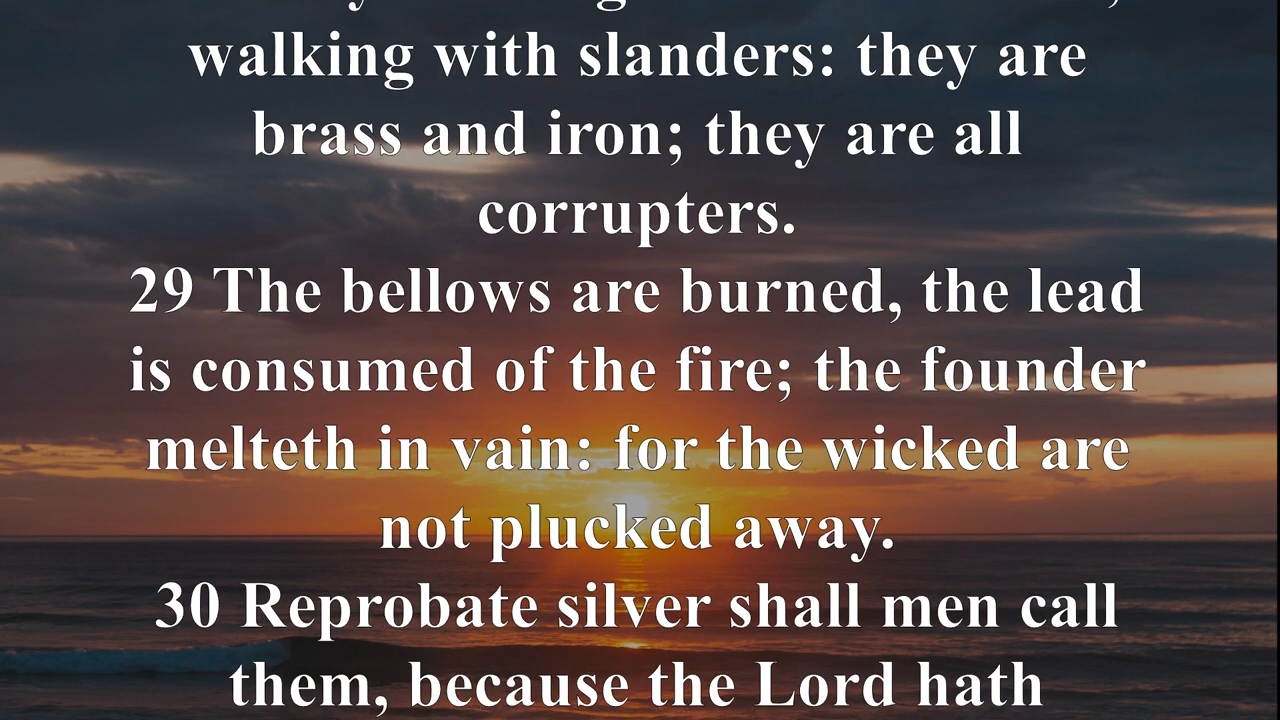 walking with slanders: they are
brass and iron; they are all
corrupters.
29 The bellows are burned, the lead
is consumed of the fire; the founder
melteth in vain: for the wicked are
not plucked away.
30 Reprobate silver shall men call
them, because the Lord hath